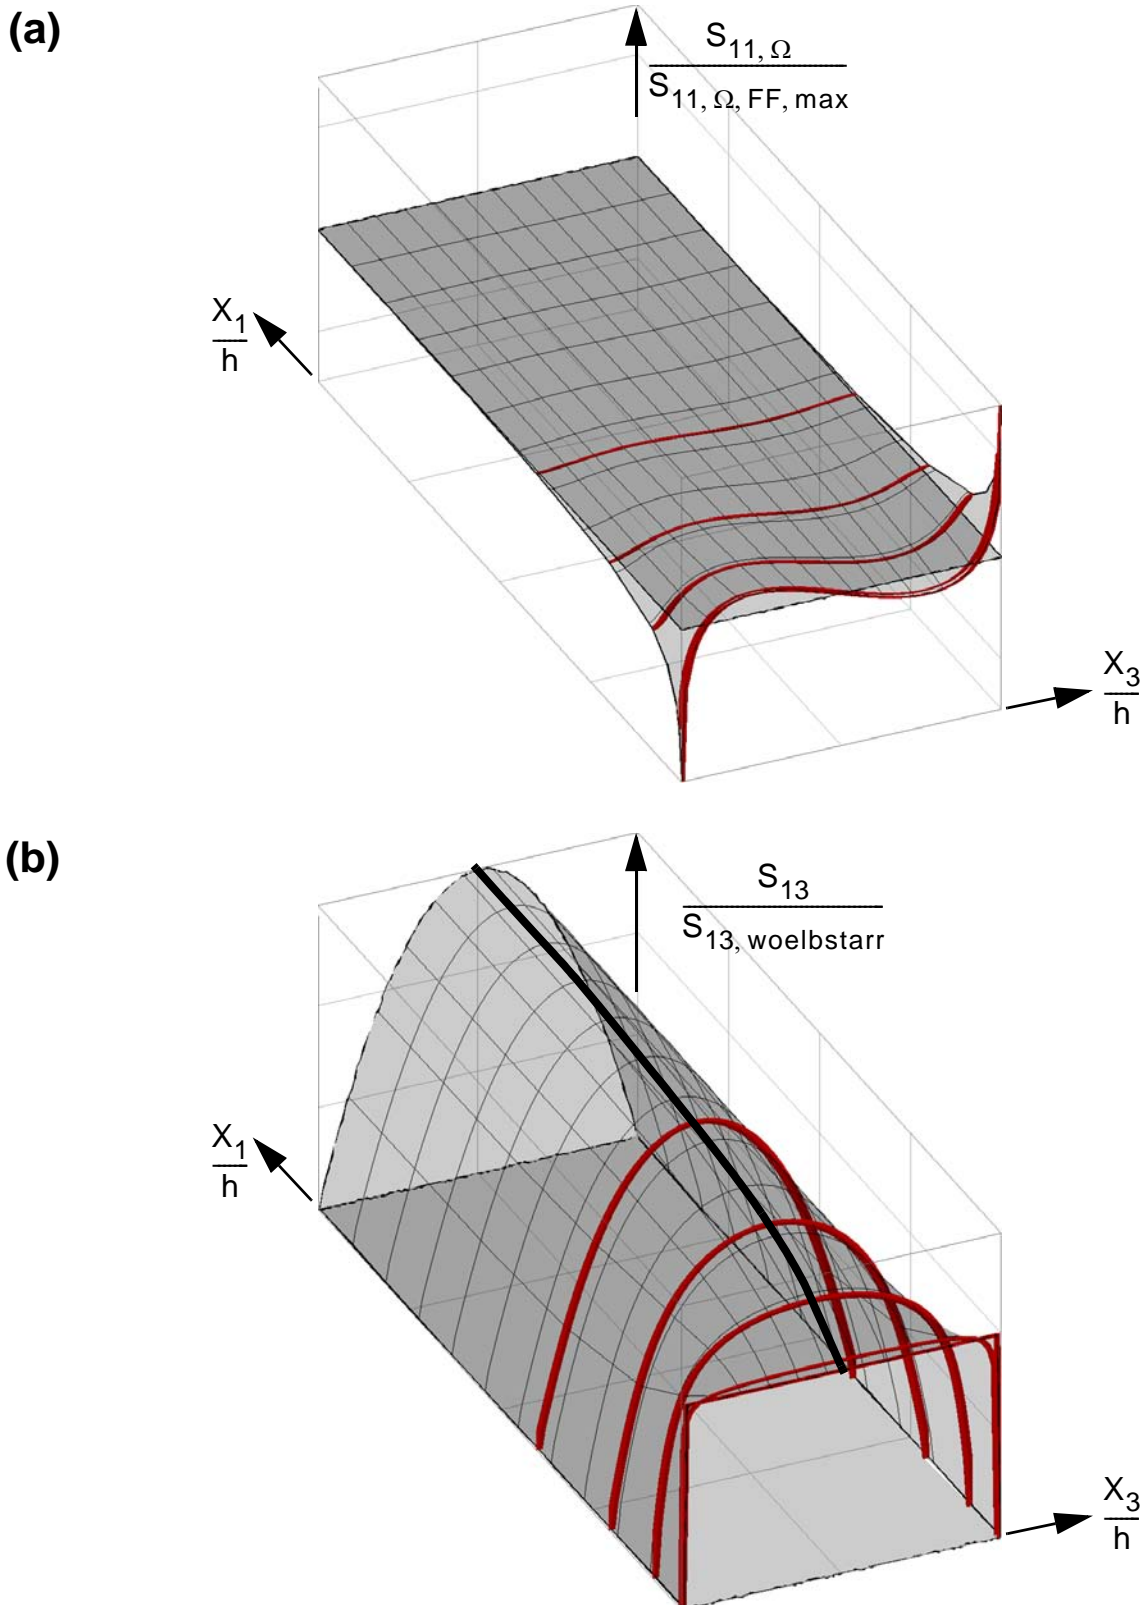 (a)
S11, Ω
S11, Ω, FF, max
X1
h
X3
h
(b)
S13
S13, woelbstarr
X1
h
X3
h